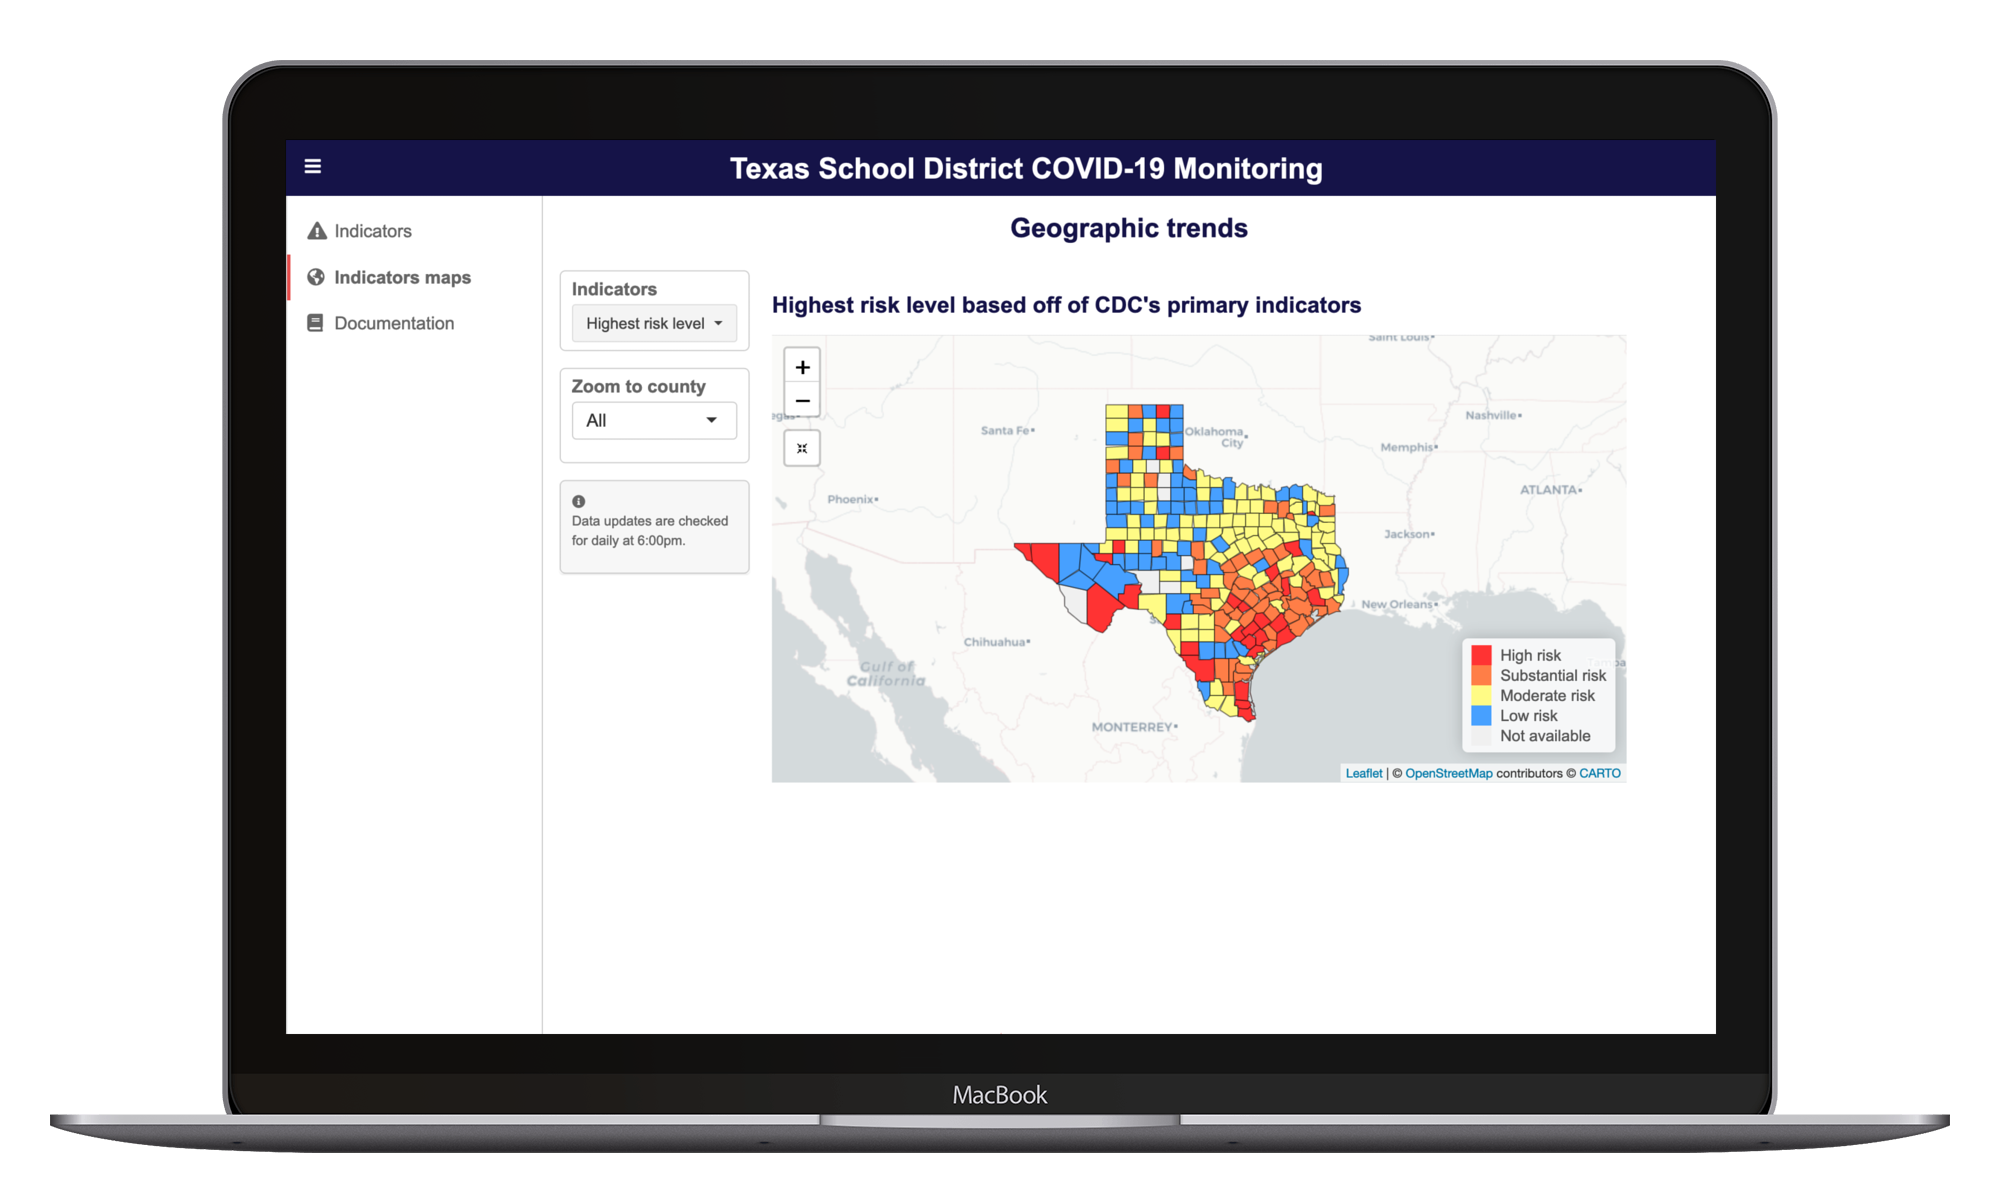 Texas School District COVID-19 Monitoring
Indicators
Indicators maps
Documentation
Geographic trends
Indicators
Highest risk level
Zoom to county
All
Data updates are checked
for daily at 6:00pm.
Highest risk level based off of CDC's primary indicators
+
−
Saint Louis
Nashville
Santa Fe
Oklahoma
City
Memphis
Phoenix
ATLANTA
Jackson
New Orleans
Chihuahua
Gulf of
California
MONTERREY
High risk
Substantial risk
Moderate risk
Low risk
Not available
Leaflet | © OpenStreetMap contributors © CARTO
MacBook